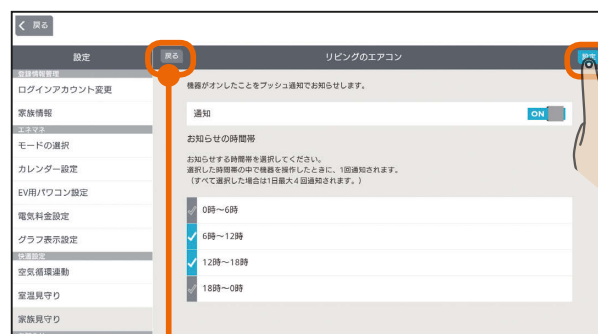 戻る
設定
戻る
リビングのエアコン
設定
登録情報管理
ログインアカウント変更
家族情報
エネマネ
モードの選択
カレンダー設定
EV用パワコン設定
電気料金設定
グラフ表示設定
快適設定
空気循環連動
室温見守り
家族見守り
機器がオンしたことをプッシュ通知でお知らせします。
通知
ON
お知らせの時間帯
お知らせする時間帯を選択してください。
選択した時間帯の中で機器を操作したときに、1回通知されます。
（すべて選択した場合は1日最大4回通知されます。）
0時～6時
6時～12時
12時～18時
18時～0時